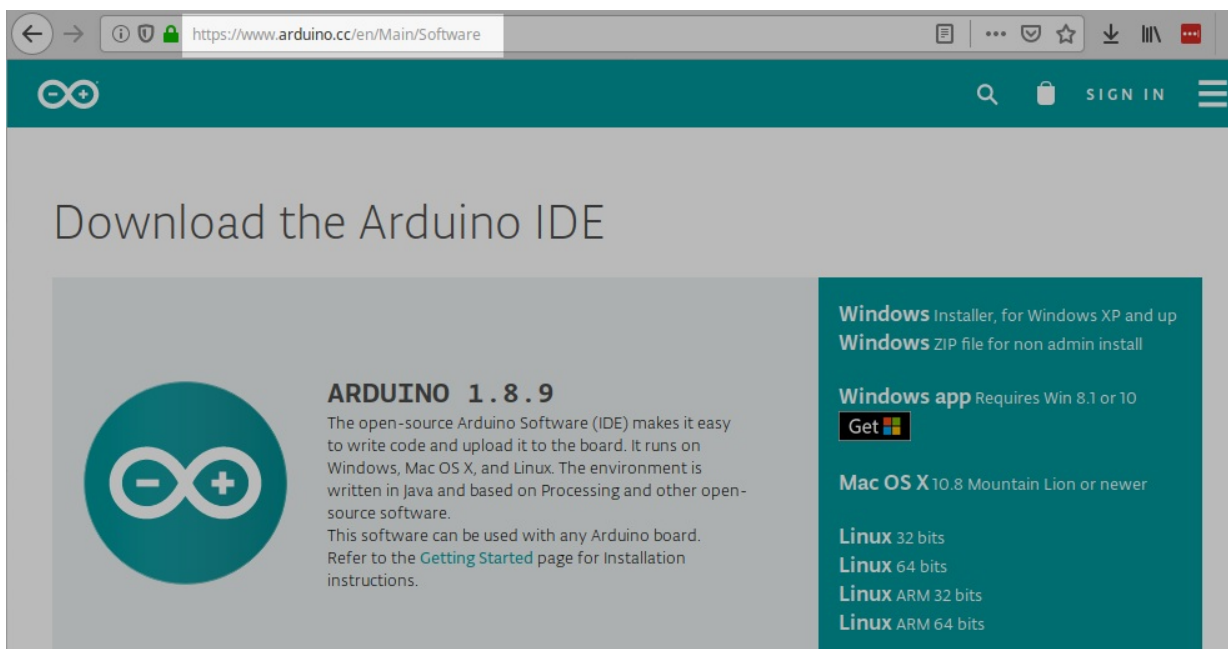 https://www.arduino.cc/en/Main/Software
SIGN IN
Download the Arduino IDE
ARDUINO 1.8.9
The open-source Arduino Software (IDE) makes it easy
to write code and upload it to the board. It runs on
Windows, Mac OS X, and Linux. The environment is
written in Java and based on Processing and other open-
source software.
This software can be used with any Arduino board.
Refer to the Getting Started page for Installation
instructions.
Windows Installer, for Windows XP and up
Windows ZIP file for non admin install
Windows app Requires Win 8.1 or 10
Get
Mac OS X 10.8 Mountain Lion or newer
Linux 32 bits
Linux 64 bits
Linux ARM 32 bits
Linux ARM 64 bits